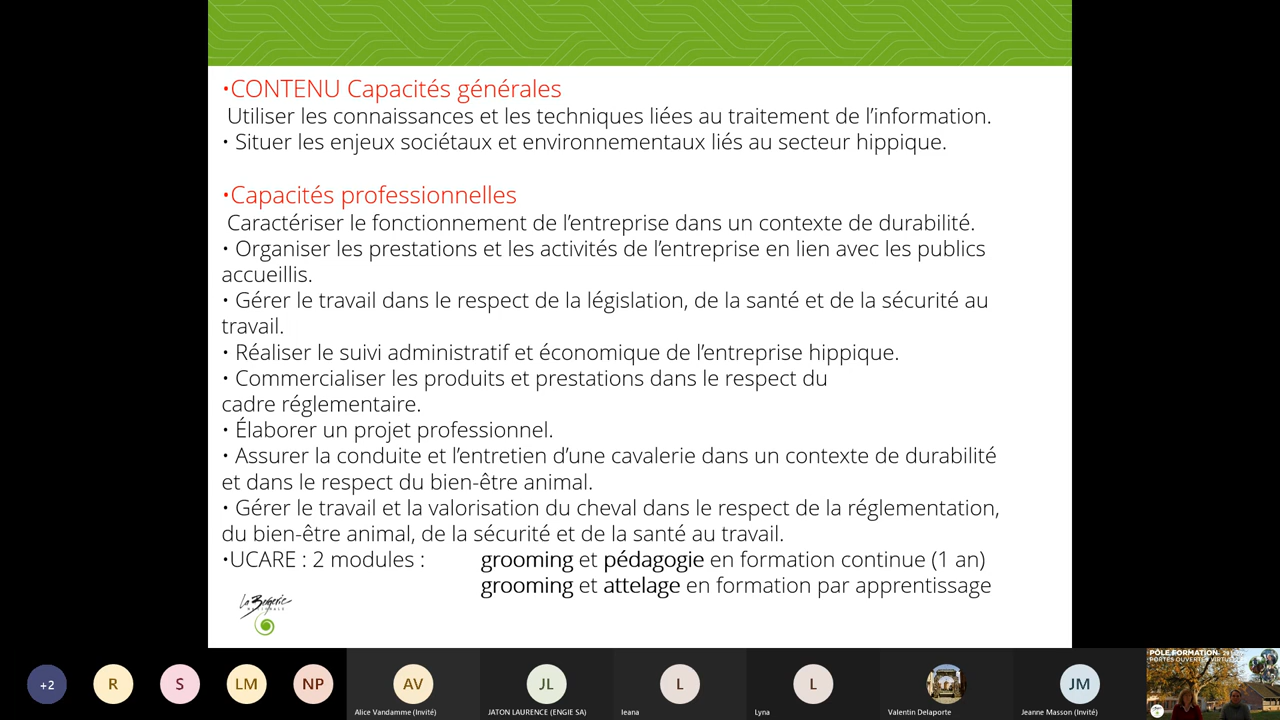 •CONTENU Capacités générales
Utiliser les connaissances et les techniques liées au traitement de l’information.
• Situer les enjeux sociétaux et environnementaux liés au secteur hippique.
•Capacités professionnelles
Caractériser le fonctionnement de l’entreprise dans un contexte de durabilité.
• Organiser les prestations et les activités de l’entreprise en lien avec les publics
accueillis.
• Gérer le travail dans le respect de la législation, de la santé et de la sécurité au
travail.
• Réaliser le suivi administratif et économique de l’entreprise hippique.
• Commercialiser les produits et prestations dans le respect du
cadre réglementaire.
• Élaborer un projet professionnel.
• Assurer la conduite et l’entretien d’une cavalerie dans un contexte de durabilité
et dans le respect du bien-être animal.
• Gérer le travail et la valorisation du cheval dans le respect de la réglementation,
du bien-être animal, de la sécurité et de la santé au travail.
•UCARE : 2 modules : grooming et pédagogie en formation continue (1 an)
grooming et attelage en formation par apprentissage
La Bergerie
NATIONALE
+2
R
S
LM
NP
AV
JL
L
L
JM
Alice Vandamme (Invité)
JATON LAURENCE (ENGIE SA)
Ieana
Lyna
Valentin Delaporte
Jeanne Masson (Invité)
PÔLE FORMATION
PORTES OUVERTES